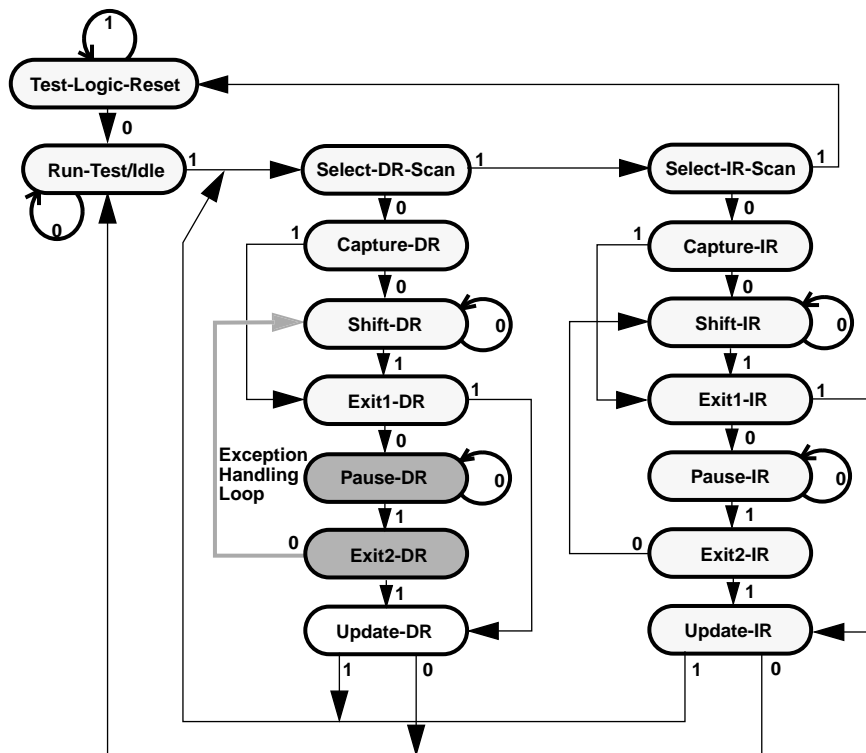 1
Test-Logic-Reset
0
Run-Test/Idle
1
Select-DR-Scan
1
Select-IR-Scan
1
0
0
0
1
Capture-DR
1
Capture-IR
0
0
Shift-DR
0
Shift-IR
0
1
1
Exit1-DR
1
Exit1-IR
1
0
0
Exception
Handling
Loop
Pause-DR
0
Pause-IR
0
1
1
0
Exit2-DR
0
Exit2-IR
1
1
Update-DR
Update-IR
1
0
1
0